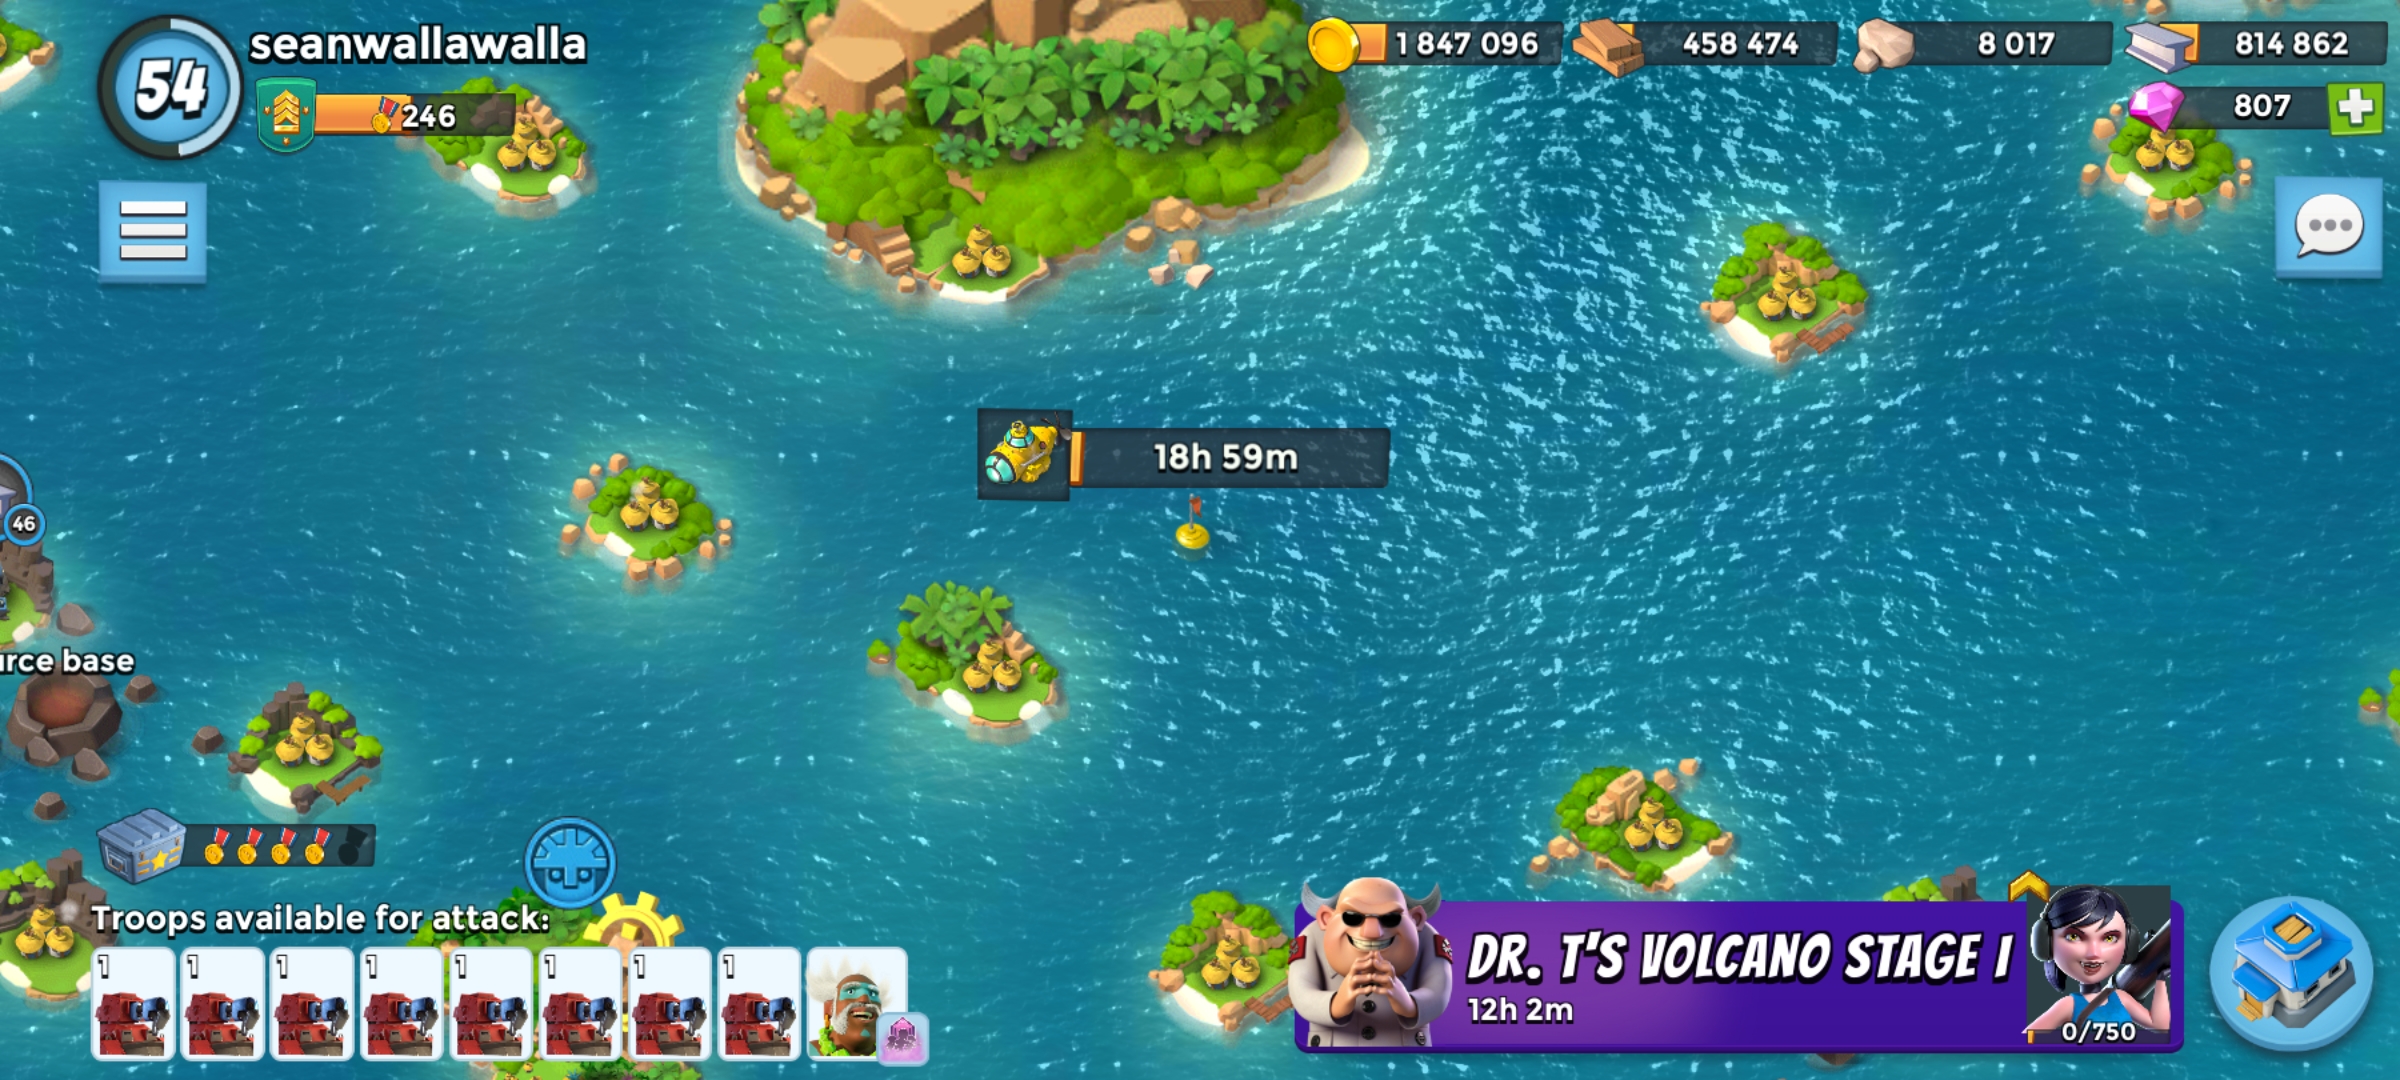 54
seanwallawalla
246
1 847 096
458 474
8 017
814 862
807
18h 59m
46
rce base
Troops available for attack:
1 1 1 1 1 1 1 1
DR. T'S VOLCANO STAGE I
12h 2m
0/750